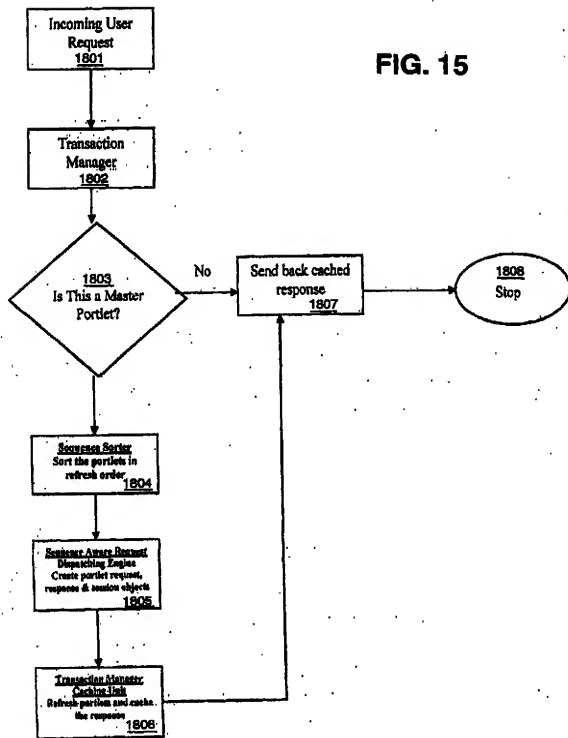 FIG. 15
Incoming User
Request
1801
Transaction
Manager
1802
1803
Is This a Master
Portlet?
No
Send back cached
response
1807
1808
Stop
Sequence Sorter
Sort the portlets in
refresh order
1804
Sequence Aware Request
Dispatching Engine
Create portlet request,
response & session objects
1805
Transaction Manager
Caching Unit
Refresh portlets and cache
the response
1806